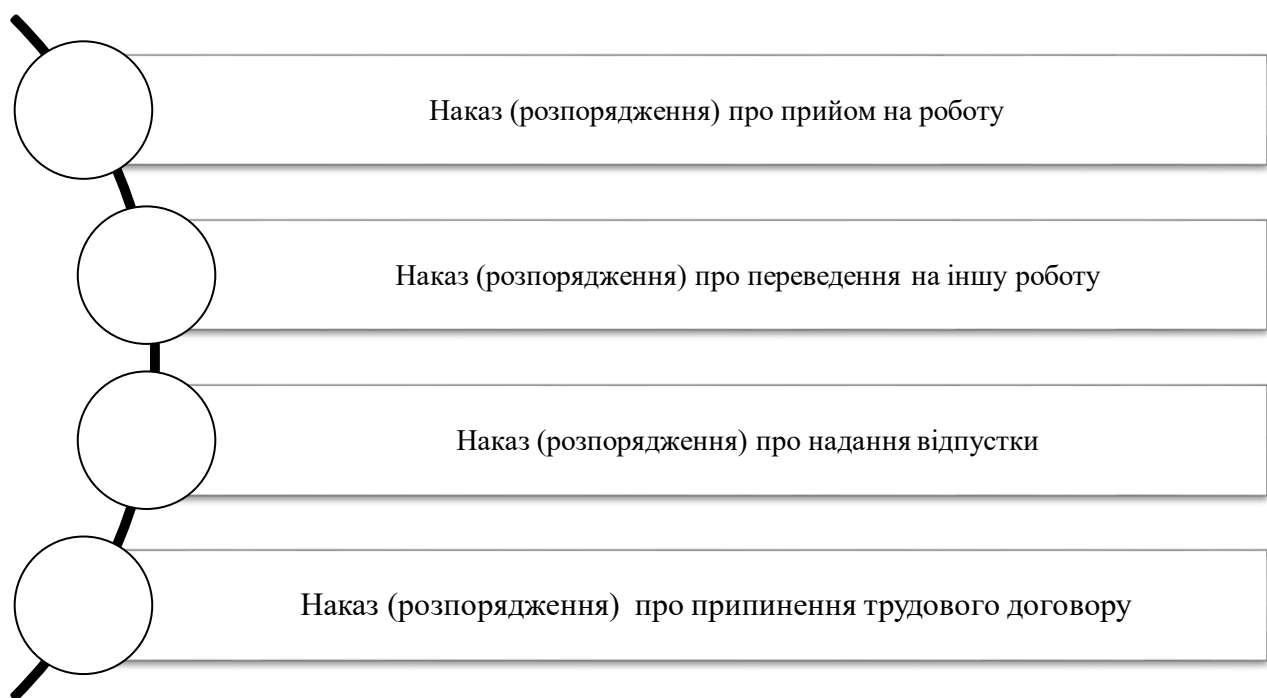 Наказ (розпорядження) про прийом на роботу
Наказ (розпорядження) про переведення на іншу роботу
Наказ (розпорядження) про надання відпустки
Наказ (розпорядження) про припинення трудового договору